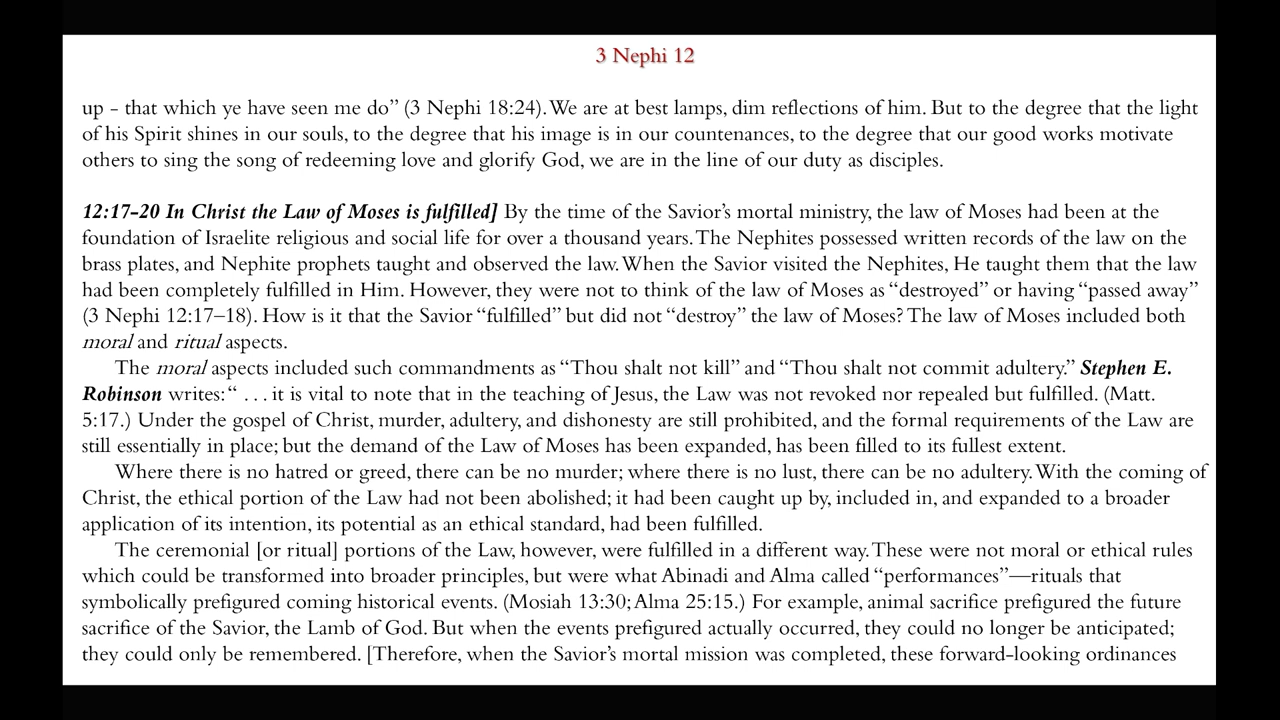 3 Nephi 12
up - that which ye have seen me do” (3 Nephi 18:24). We are at best lamps, dim reflections of him. But to the degree that the light
of his Spirit shines in our souls, to the degree that his image is in our countenances, to the degree that our good works motivate
others to sing the song of redeeming love and glorify God, we are in the line of our duty as disciples.
12:17-20 In Christ the Law of Moses is fulfilled] By the time of the Savior’s mortal ministry, the law of Moses had been at the
foundation of Israelite religious and social life for over a thousand years. The Nephites possessed written records of the law on the
brass plates, and Nephite prophets taught and observed the law. When the Savior visited the Nephites, He taught them that the law
had been completely fulfilled in Him. However, they were not to think of the law of Moses as “destroyed” or having “passed away”
(3 Nephi 12:17–18). How is it that the Savior “fulfilled” but did not “destroy” the law of Moses? The law of Moses included both
moral and ritual aspects.
The moral aspects included such commandments as “Thou shalt not kill” and “Thou shalt not commit adultery.” Stephen E.
Robinson writes: “ . . . it is vital to note that in the teaching of Jesus, the Law was not revoked nor repealed but fulfilled. (Matt.
5:17.) Under the gospel of Christ, murder, adultery, and dishonesty are still prohibited, and the formal requirements of the Law are
still essentially in place; but the demand of the Law of Moses has been expanded, has been filled to its fullest extent.
Where there is no hatred or greed, there can be no murder; where there is no lust, there can be no adultery. With the coming of
Christ, the ethical portion of the Law had not been abolished; it had been caught up by, included in, and expanded to a broader
application of its intention, its potential as an ethical standard, had been fulfilled.
The ceremonial [or ritual] portions of the Law, however, were fulfilled in a different way. These were not moral or ethical rules
which could be transformed into broader principles, but were what Abinadi and Alma called “performances”—rituals that
symbolically prefigured coming historical events. (Mosiah 13:30; Alma 25:15.) For example, animal sacrifice prefigured the future
sacrifice of the Savior, the Lamb of God. But when the events prefigured actually occurred, they could no longer be anticipated;
they could only be remembered. [Therefore, when the Savior’s mortal mission was completed, these forward-looking ordinances